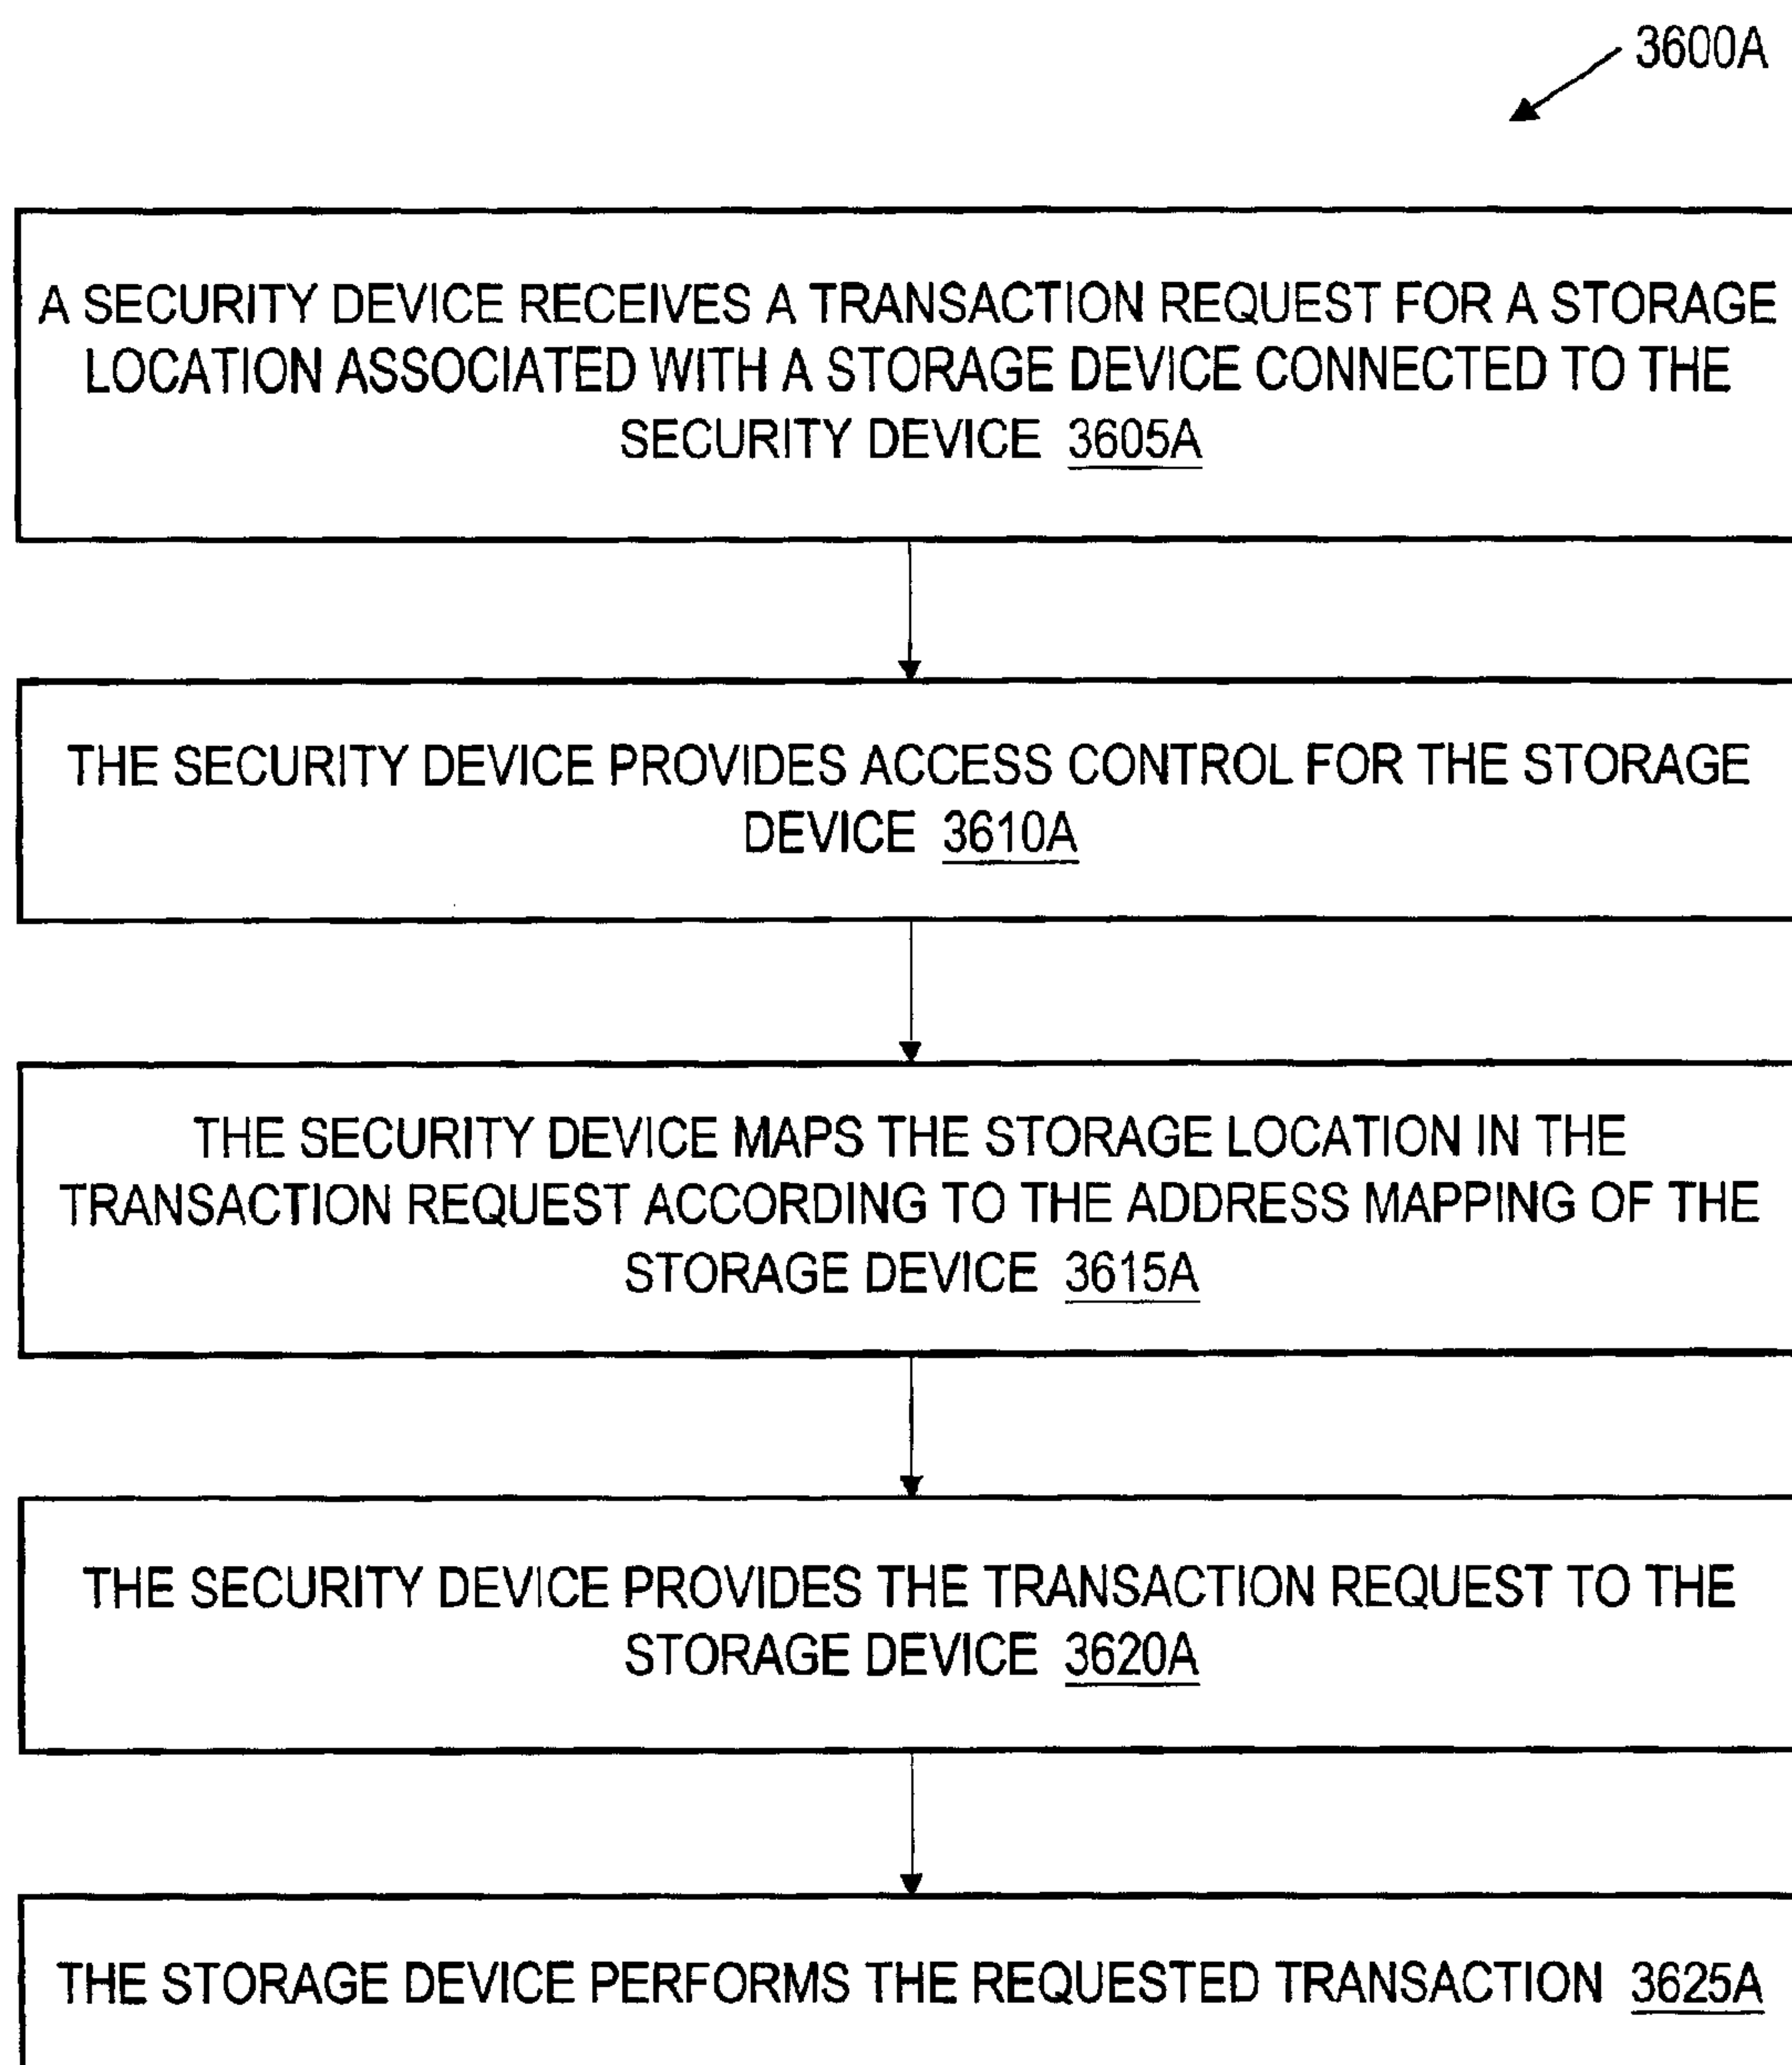 3600A
A SECURITY DEVICE RECEIVES A TRANSACTION REQUEST FOR A STORAGE
LOCATION ASSOCIATED WITH A STORAGE DEVICE CONNECTED TO THE
SECURITY DEVICE 3605A
THE SECURITY DEVICE PROVIDES ACCESS CONTROL FOR THE STORAGE
DEVICE 3610A
THE SECURITY DEVICE MAPS THE STORAGE LOCATION IN THE
TRANSACTION REQUEST ACCORDING TO THE ADDRESS MAPPING OF THE
STORAGE DEVICE 3615A
THE SECURITY DEVICE PROVIDES THE TRANSACTION REQUEST TO THE
STORAGE DEVICE 3620A
THE STORAGE DEVICE PERFORMS THE REQUESTED TRANSACTION 3625A